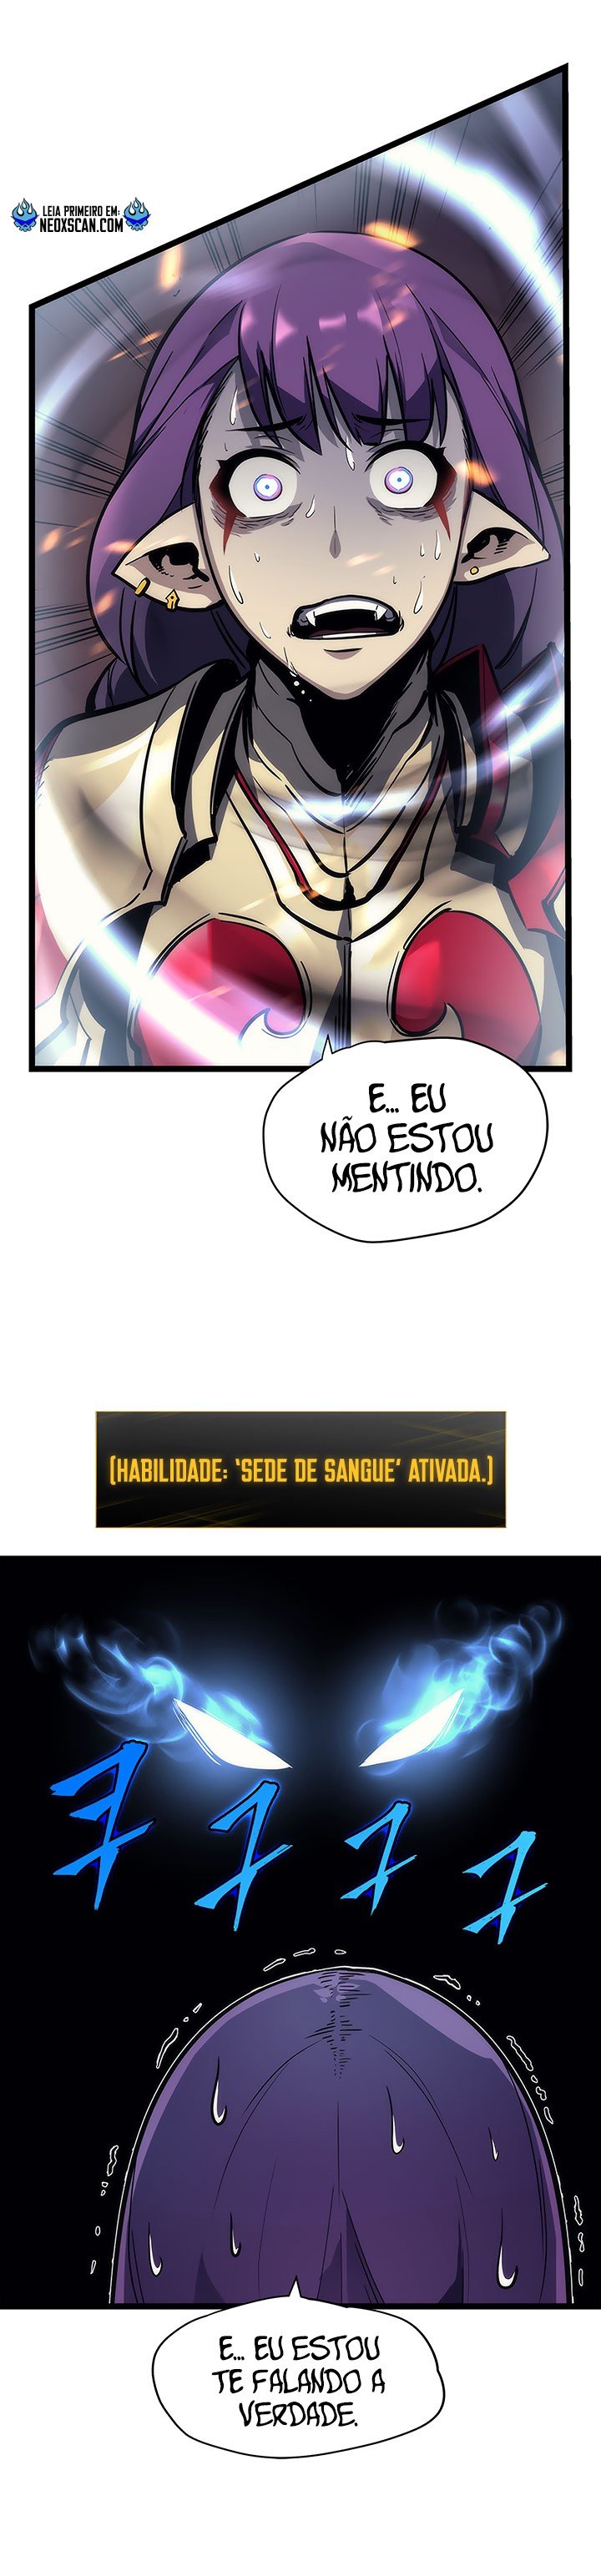 LEIA PRIMEIRO EM:
NEOXSCAN.COM
E... EU
NÃO ESTOU
MENTINDO.
(HABILIDADE: 'SEDE DE SANGUE' ATIVADA.)
E... EU ESTOU
TE FALANDO A
VERDADE.